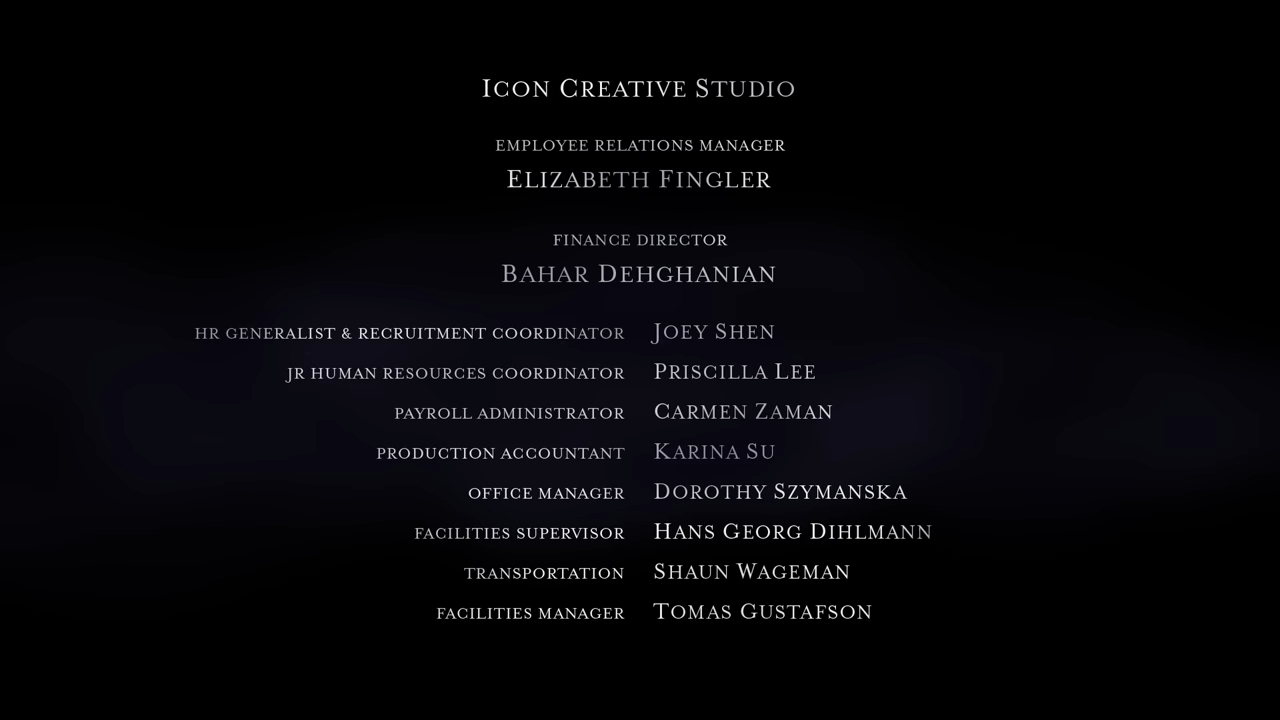 Icon Creative Studio
EMPLOYEE RELATIONS MANAGER
Elizabeth Fingler
FINANCE DIRECTOR
Bahar Dehghanian
HR GENERALIST & RECRUITMENT COORDINATOR Joey Shen
JR HUMAN RESOURCES COORDINATOR Priscilla Lee
PAYROLL ADMINISTRATOR Carmen Zaman
PRODUCTION ACCOUNTANT Karina Su
OFFICE MANAGER Dorothy Szymanska
FACILITIES SUPERVISOR Hans Georg Dihlmann
TRANSPORTATION Shaun Wageman
FACILITIES MANAGER Tomas Gustafson